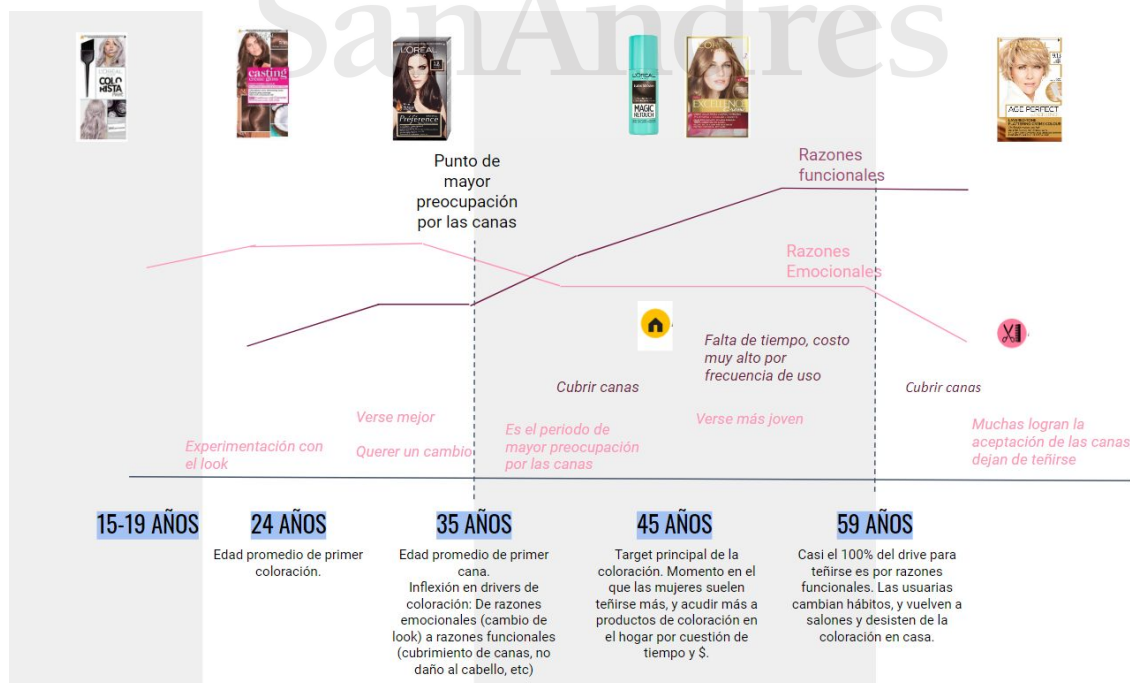 SanAndres
L'ORÉAL
COLO
RISTA
casting
crème gloss
L'ORÉAL
Préférence
L'ORÉAL
MAGIC
RETOUCH
EXCELLENCE
AGE PERFECT
Punto de
mayor
preocupación
por las canas
Razones
funcionales
Razones
Emocionales
Falta de tiempo, costo
muy alto por
frecuencia de uso
Cubrir canas
Cubrir canas
Verse mejor
Querer un cambio
Experimentación con
el look
Es el periodo de
mayor preocupación
por las canas
Verse más joven
Muchas logran la
aceptación de las canas
dejan de teñirse
15-19 AÑOS
24 AÑOS
Edad promedio de primer
coloración.
35 AÑOS
Edad promedio de primer
cana.
Inflexión en drivers de
coloración: De razones
emocionales (cambio de
look) a razones funcionales
(cubrimiento de canas, no
daño al cabello, etc)
45 AÑOS
Target principal de la
coloración. Momento en el
que las mujeres suelen
teñirse más, y acudir más a
productos de coloración en
el hogar por cuestión de
tiempo y $.
59 AÑOS
Casi el 100% del drive para
teñirse es por razones
funcionales. Las usuarias
cambian hábitos, y vuelven a
salones y desisten de la
coloración en casa.